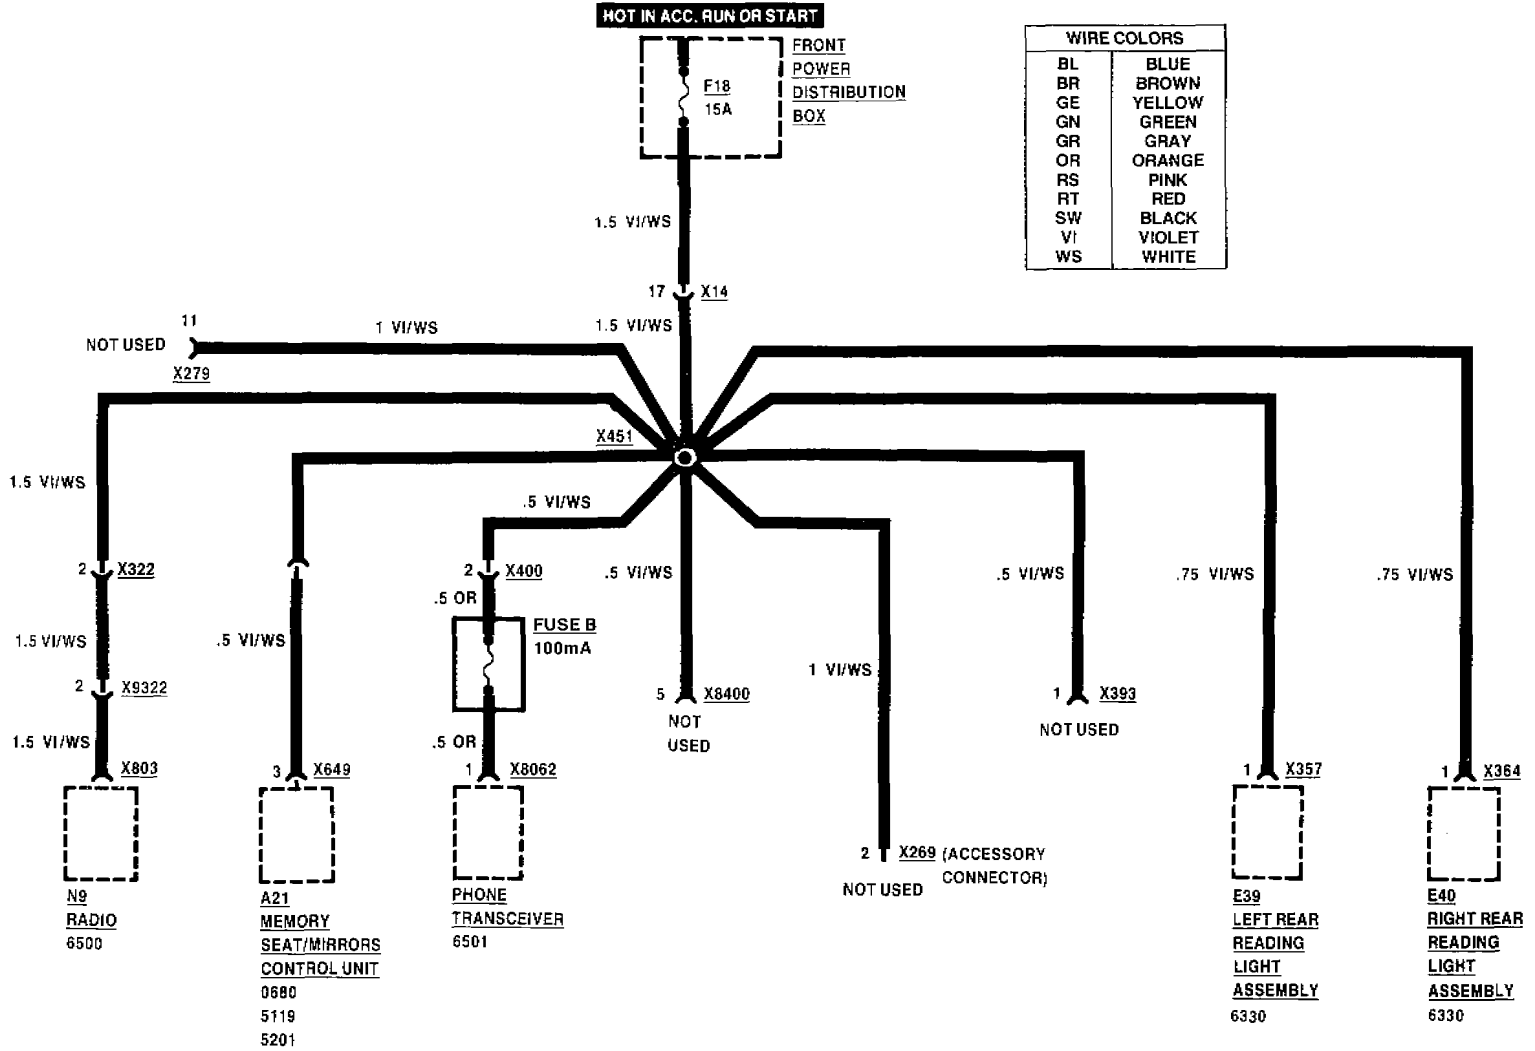 HOT IN ACC. RUN OR START
FRONT
POWER
DISTRIBUTION
BOX
F18
15A
WIRE COLORS
BL BLUE
BR BROWN
GE YELLOW
GN GREEN
GR GRAY
OR ORANGE
RS PINK
RT RED
SW BLACK
VI VIOLET
WS WHITE
1.5 VI/WS
17 X14
1.5 VI/WS
11
1 VI/WS
NOT USED
X279
X451
1.5 VI/WS
.5 VI/WS
2 X322
2 X400
.5 VI/WS
.5 VI/WS
.75 VI/WS
.75 VI/WS
.5 OR
FUSE B
100mA
1.5 VI/WS
.5 VI/WS
1 VI/WS
2 X9322
5 X8400
NOT
USED
1 X393
NOT USED
1.5 VI/WS
.5 OR
X803
3 X649
1 X8062
1 X357
1 X364
2 X269 (ACCESSORY
CONNECTOR)
NOT USED
N9
RADIO
6500
A21
MEMORY
SEAT/MIRRORS
CONTROL UNIT
0680
5119
5201
PHONE
TRANSCEIVER
6501
E39
LEFT REAR
READING
LIGHT
ASSEMBLY
6330
E40
RIGHT REAR
READING
LIGHT
ASSEMBLY
6330